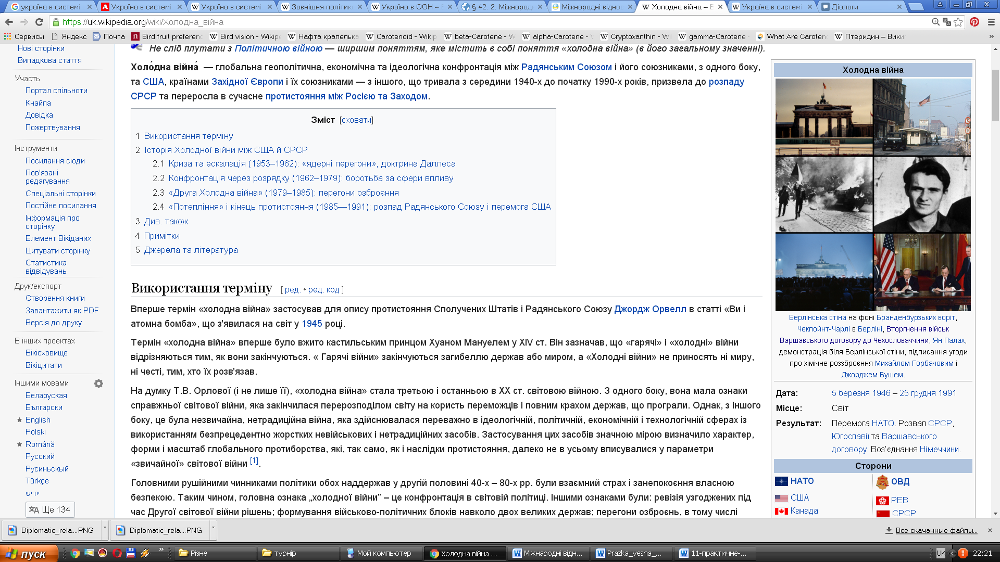 україна в системі
Україна в системі
Україна в системі
Зовнішня політик
Україна в ООН –
§ 42. 2. Міжнарод
Міжнародні віднос
Холодна війна –
Україна в системі
Діалоги
https://uk.wikipedia.org/wiki/Холодна_війна
Сервисы
Яндекс
Почта
Bird fruit preferenc
Bird vision - Wikipe
Нафта крапелька
Carotenoid - Wikip
beta-Carotene - W
alpha-Carotene -
Cryptoxanthin - Wi
gamma-Carotene -
What Are Caroten
Птеридин – Вики
Нові сторінки
Випадкова стаття
Участь
Портал спільноти
Кнайпа
Довідка
Пожертвування
Інструменти
Посилання сюди
Пов'язані
редагування
Спеціальні сторінки
Постійне посилання
Інформація про
сторінку
Елемент Вікіданих
Цитувати сторінку
Статистика
відвідувань
Друк/експорт
Створення книги
Завантажити як PDF
Версія до друку
В інших проектах
Вікісховище
Вікіцитати
Іншими мовами
Беларуская
Български
English
Polski
Română
Русский
Русиньскый
Türkçe
ייִדיש
Ще 134
Не слід плутати з Політичною війною — ширшим поняттям, яке містить в собі поняття «холодна війна» (в його загальному значенні).
Холо́дна війна́ — глобальна геополітична, економічна та ідеологічна конфронтація між Радянським Союзом і його союзниками, з одного боку,
та США, країнами Західної Європи і їх союзниками — з іншого, що тривала з середини 1940-х до початку 1990-х років, призвела до розпаду
СРСР та переросла в сучасне протистояння між Росією та Заходом.
Зміст [сховати]
1 Використання терміну
2 Історія Холодної війни між США й СРСР
2.1 Криза та ескалація (1953–1962): «ядерні перегони», доктрина Даллеса
2.2 Конфронтація через розрядку (1962–1979): боротьба за сфери впливу
2.3 «Друга Холодна війна» (1979–1985): перегони озброєння
2.4 «Потепління» і кінець протистояння (1985—1991): розпад Радянського Союзу і перемога США
3 Див. також
4 Примітки
5 Джерела та література
Використання терміну [ ред. • ред. код ]
Вперше термін «холодна війна» застосував для опису протистояння Сполучених Штатів і Радянського Союзу Джордж Орвелл в статті «Ви і
атомна бомба», що з'явилася на світ у 1945 році.
Термін «холодна війна» вперше було вжито кастильським принцом Хуаном Мануелем у XIV ст. Він зазначав, що «гарячі» і «холодні» війни
відрізняються тим, як вони закінчуються. « Гарячі війни» закінчуються загибеллю держав або миром, а «Холодні війни» не приносять ні миру,
ні честі, тим, хто їх розв'язав.
На думку Т.В. Орлової (і не лише її), «холодна війна» стала третьою і останньою в XX ст. світовою війною. З одного боку, вона мала ознаки
справжньої світової війни, яка закінчилася перерозподілом світу на користь переможців і повним крахом держав, що програли. Однак, з іншого
боку, це була незвичайна, нетрадиційна війна, яка здійснювалася переважно в ідеологічній, політичній, економічній і технологічній сферах із
використанням безпрецедентно жорстких невійськових і нетрадиційних засобів. Застосування цих засобів значною мірою визначило характер,
форми і масштаб глобального протиборства, які, так само, як і наслідки протистояння, далеко не в усьому вписувалися у параметри
«звичайної» світової війни [1].
Головними рушійними чинниками політики обох наддержав у другій половині 40-х – 80-х рр. були взаємний страх і занепокоєння власною
безпекою. Таким чином, головна ознака „холодної війни” – це конфронтація в світовій політиці. Іншими ознаками були: ревізія узгоджених під
час Другої світової війни рішень; формування військово-політичних блоків навколо двох великих держав; перегони озброєнь, в тому числі
Холодна війна
Берлінська стіна на фоні Бранденбурзьких воріт,
Чекпойнт-Чарлі в Берліні, Вторгнення військ
Варшавського договору до Чехословаччини, Ян Палах,
демонстрація біля Берлінської стіни, підписання угоди
про хімічне роззброєння Михайлом Горбачовим і
Джорджем Бушем.
Дата: 5 березня 1946 – 25 грудня 1991
Місце: Світ
Результат: Перемога НАТО. Розвал СРСР,
Югославії та Варшавського
договору. Воз'єднання Німеччини.
Сторони
НАТО ОВД
США РЕВ
Канада СРСР
Diplomatic_rela....PNG
Diplomatic_rela....PNG
Все скачанные файлы...
пуск
Різне
турнір
Мой компьютер
Холодна війна ...
Міжнародні відн...
Prazka_vesna_...
11-практичне-...
UK
22:21